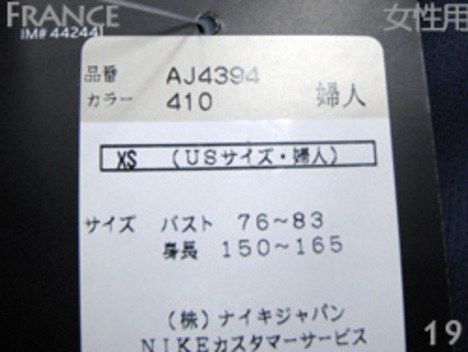 FRANCE
IM# 442441
女性用
品番 AJ4394
カラー 410 婦人
XS (USサイズ・婦人)
サイズ バスト 76～83
身長 150～165
(株)ナイキジャパン
NIKEカスタマーサービス
19